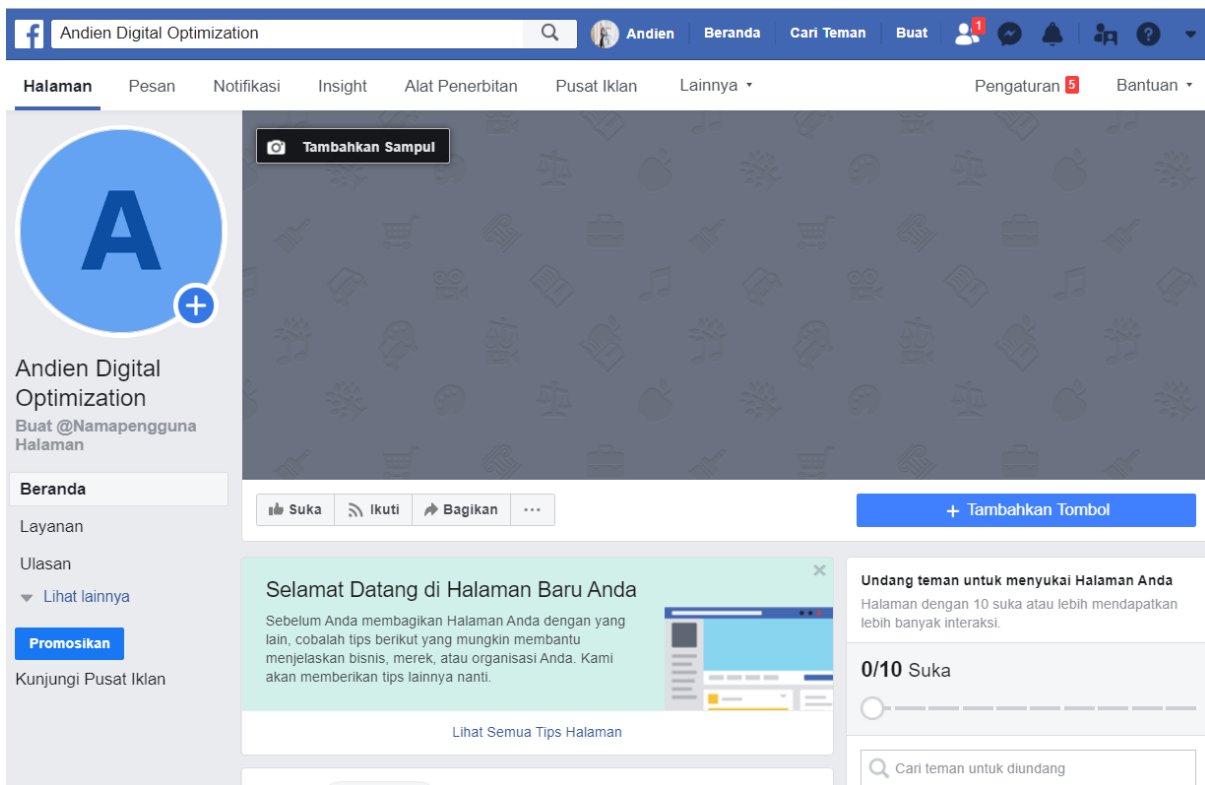 f Andien Digital Optimization Andien Beranda Cari Teman Buat 1 ?
Halaman Pesan Notifikasi Insight Alat Penerbitan Pusat Iklan Lainnya Pengaturan 5 Bantuan
Tambahkan Sampul
A
Andien Digital
Optimization
Buat @Namapengguna
Halaman
Beranda
Layanan
Ulasan
Lihat lainnya
Promosikan
Kunjungi Pusat Iklan
Suka Ikuti Bagikan ...
+ Tambahkan Tombol
Selamat Datang di Halaman Baru Anda
Sebelum Anda membagikan Halaman Anda dengan yang
lain, cobalah tips berikut yang mungkin membantu
menjelaskan bisnis, merek, atau organisasi Anda. Kami
akan memberikan tips lainnya nanti.
Lihat Semua Tips Halaman
Undang teman untuk menyukai Halaman Anda
Halaman dengan 10 suka atau lebih mendapatkan
lebih banyak interaksi.
0/10 Suka
Cari teman untuk diundang